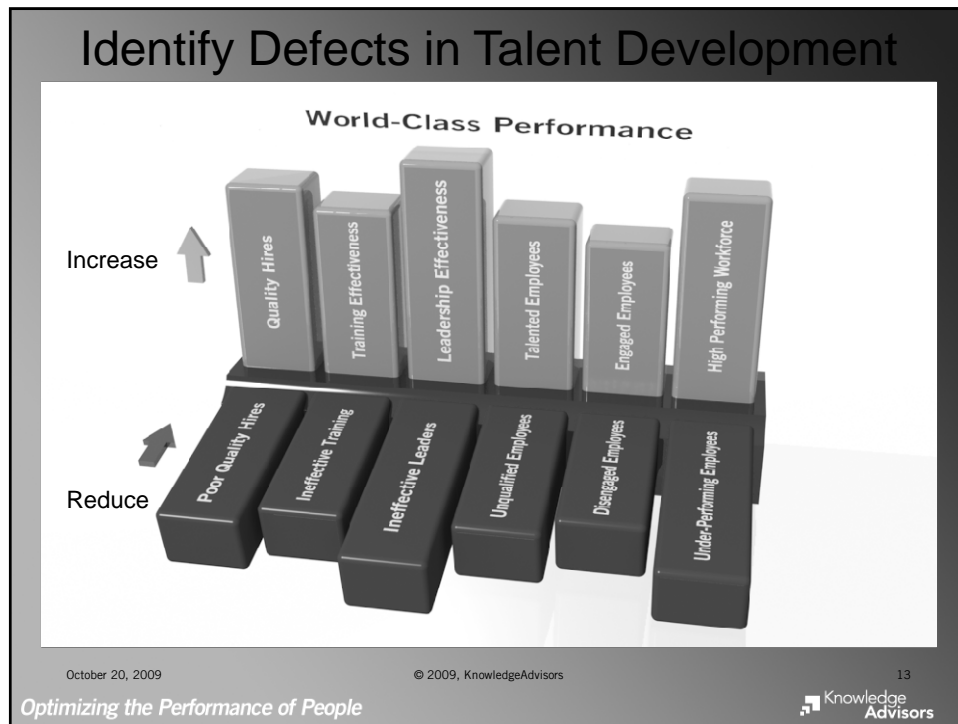 Identify Defects in Talent Development
World-Class Performance
Increase
Quality Hires
Training Effectiveness
Leadership Effectiveness
Talented Employees
Engaged Employees
High Performing Workforce
Reduce
Poor Quality Hires
Ineffective Training
Ineffective Leaders
Unqualified Employees
Disengaged Employees
Under-Performing Employees
October 20, 2009
© 2009, KnowledgeAdvisors
13
Optimizing the Performance of People
Knowledge
Advisors